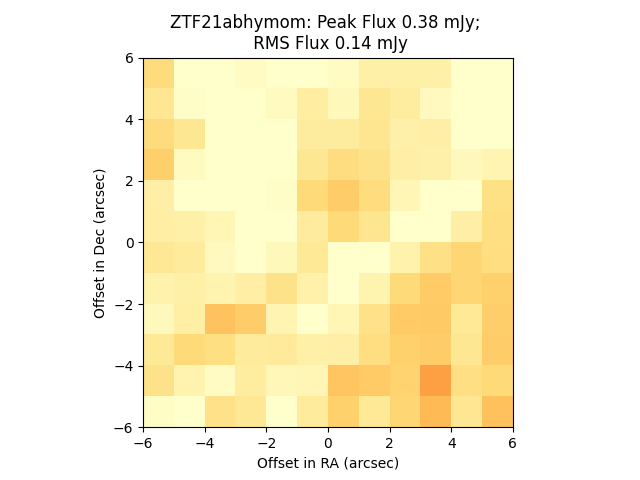 ZTF21abhymom: Peak Flux 0.38 mJy;
RMS Flux 0.14 mJy
6
4
2
0
−2
−4
−6
Offset in Dec (arcsec)
−6 −4 −2 0 2 4 6
Offset in RA (arcsec)